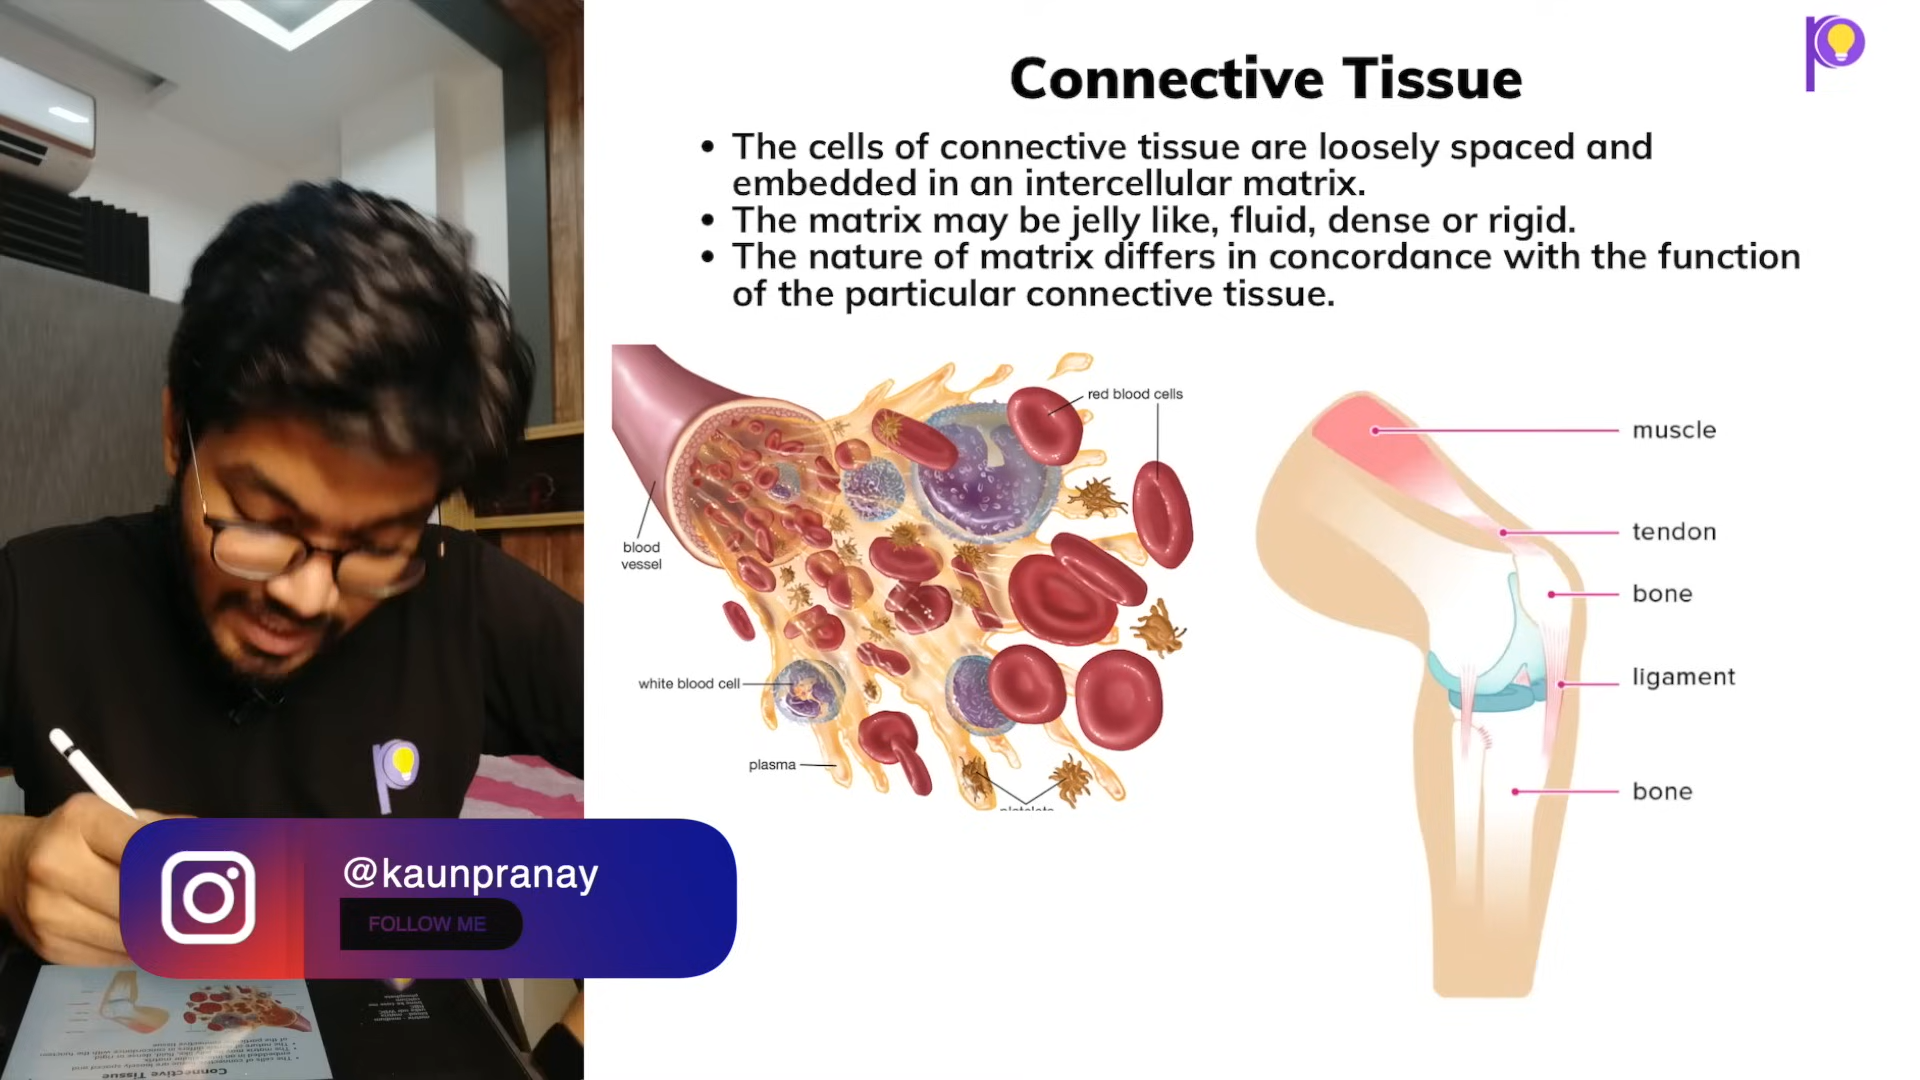 Connective Tissue
• The cells of connective tissue are loosely spaced and
embedded in an intercellular matrix.
• The matrix may be jelly like, fluid, dense or rigid.
• The nature of matrix differs in concordance with the function
of the particular connective tissue.
red blood cells
blood
vessel
white blood cell
plasma
platelets
muscle
tendon
bone
ligament
bone
@kaunpranay
FOLLOW ME
Connective Tissue